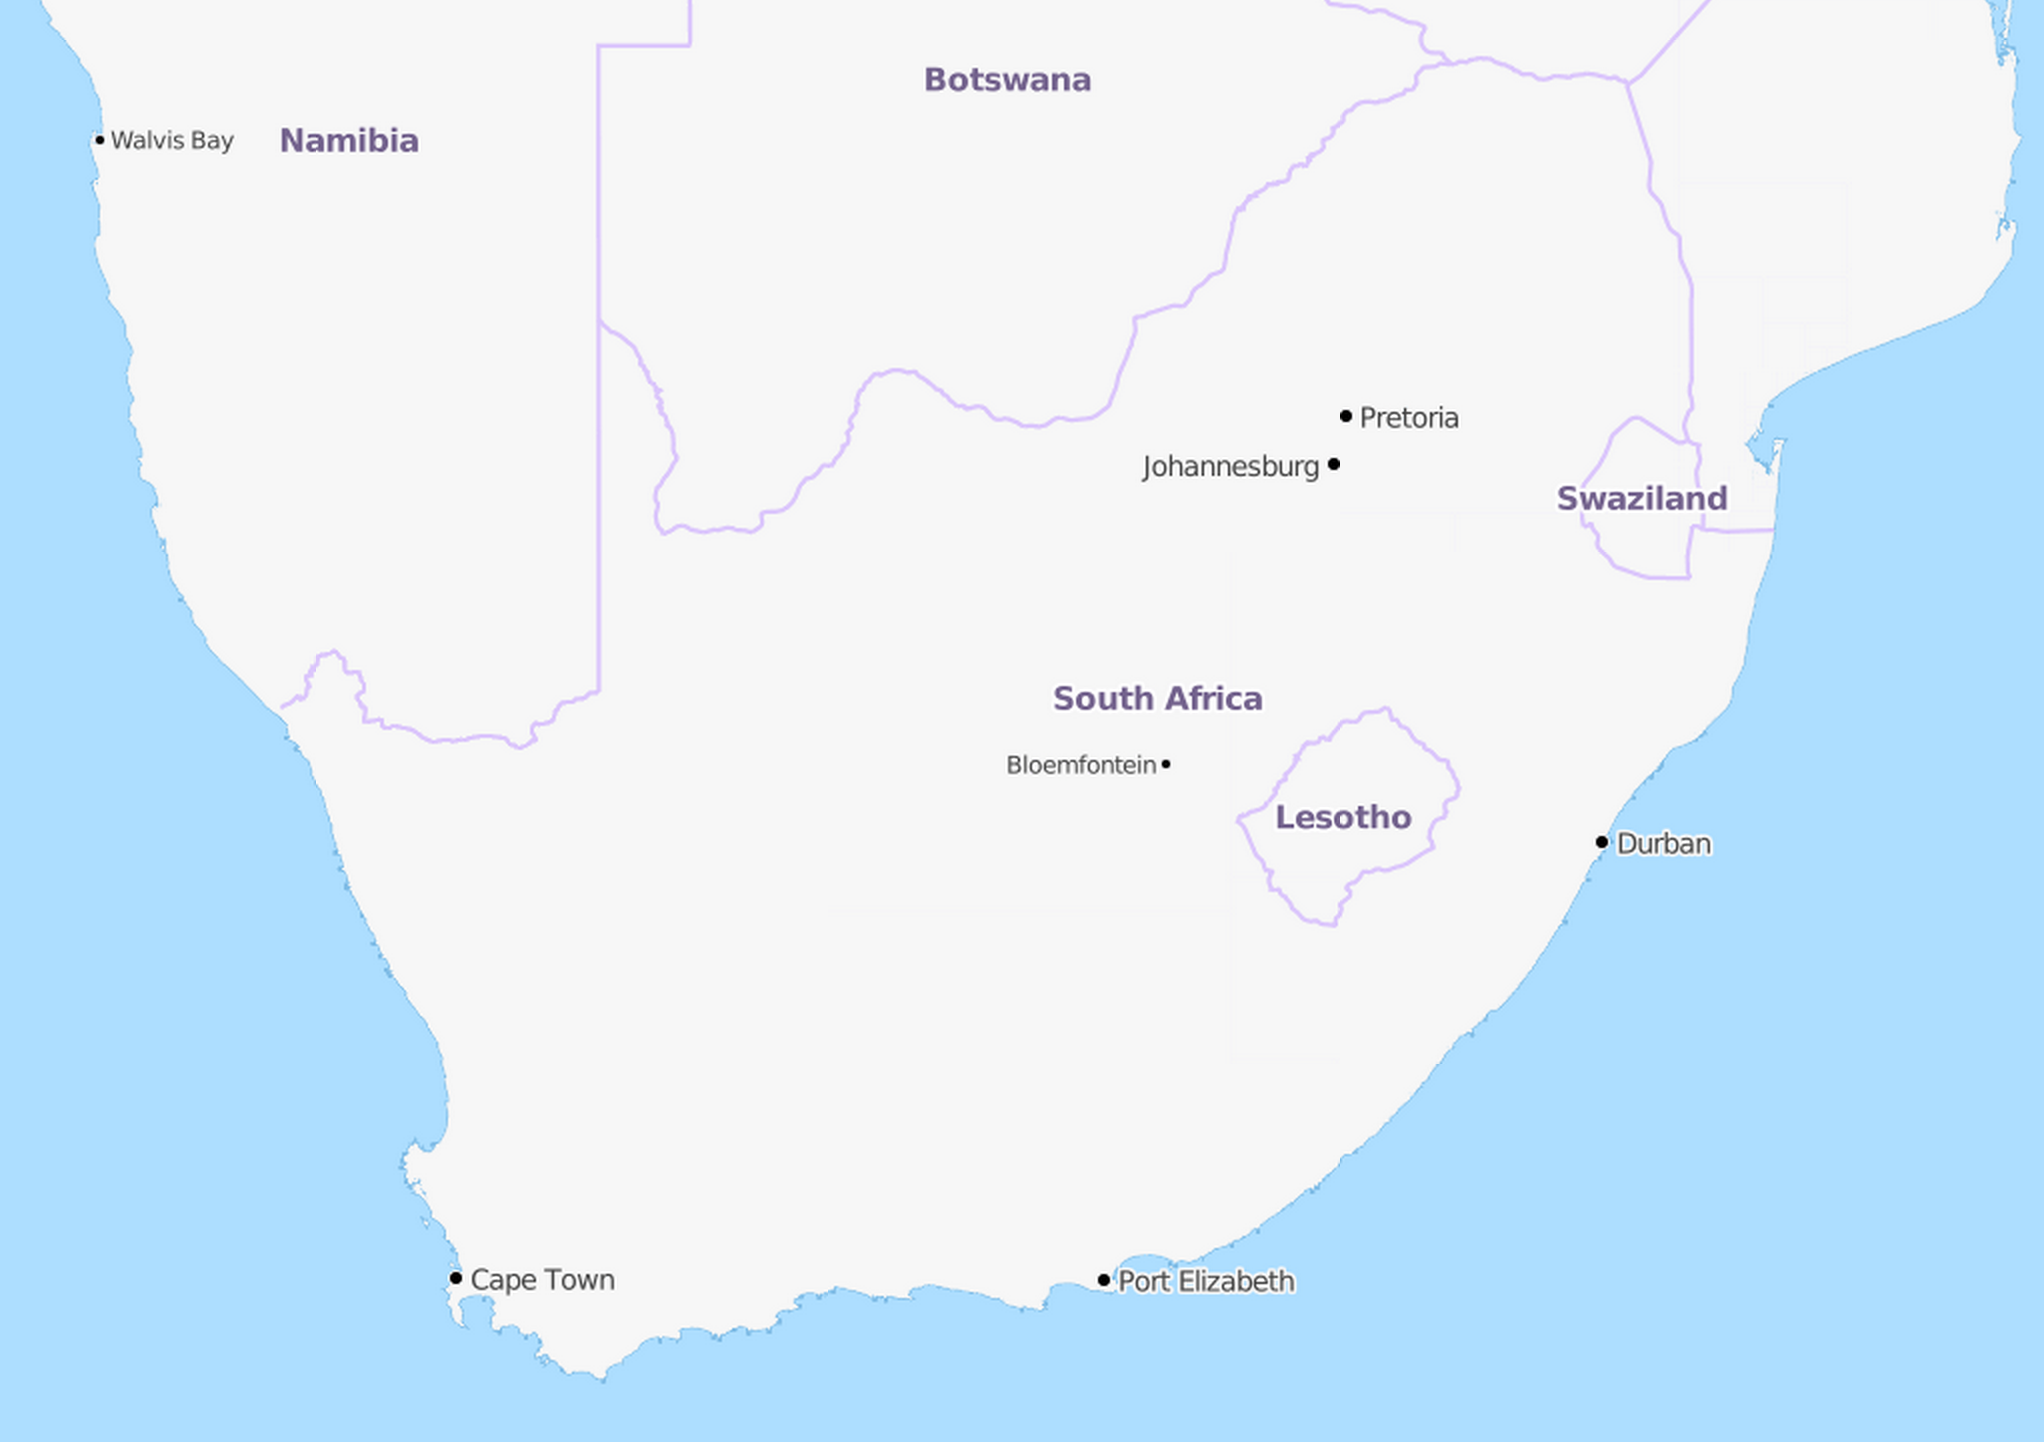 Botswana
Walvis Bay
Namibia
Pretoria
Johannesburg
Swaziland
South Africa
Bloemfontein
Lesotho
Durban
Cape Town
Port Elizabeth